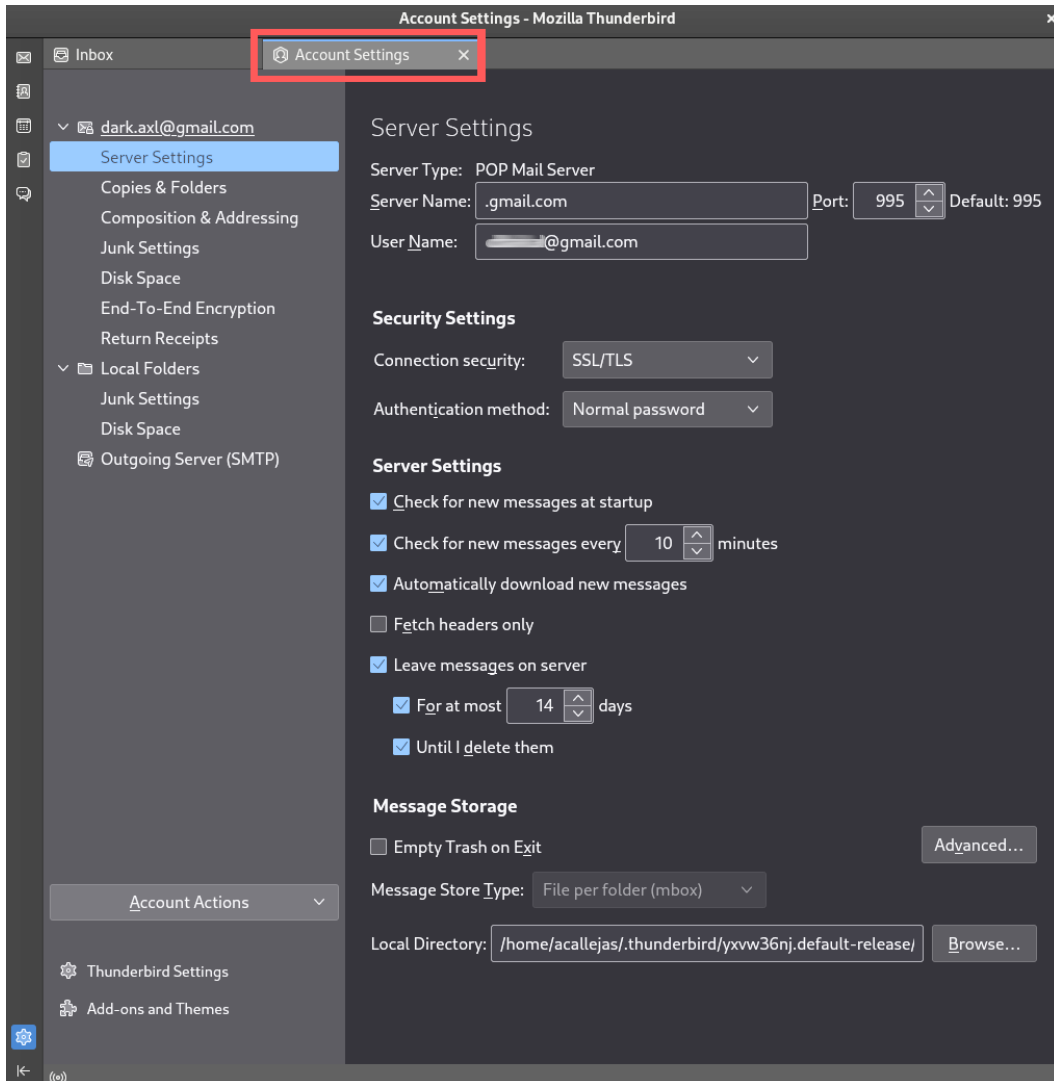 Account Settings - Mozilla Thunderbird
Inbox
Account Settings
dark.axl@gmail.com
Server Settings
Copies & Folders
Composition & Addressing
Junk Settings
Disk Space
End-To-End Encryption
Return Receipts
Local Folders
Junk Settings
Disk Space
Outgoing Server (SMTP)
Account Actions
Thunderbird Settings
Add-ons and Themes
Server Settings
Server Type: POP Mail Server
Server Name: .gmail.com Port: 995 Default: 995
User Name: @gmail.com
Security Settings
Connection security: SSL/TLS
Authentication method: Normal password
Server Settings
Check for new messages at startup
Check for new messages every 10 minutes
Automatically download new messages
Fetch headers only
Leave messages on server
For at most 14 days
Until I delete them
Message Storage
Empty Trash on Exit Advanced...
Message Store Type: File per folder (mbox)
Local Directory: /home/acallejas/.thunderbird/yxvw36nj.default-release/ Browse...